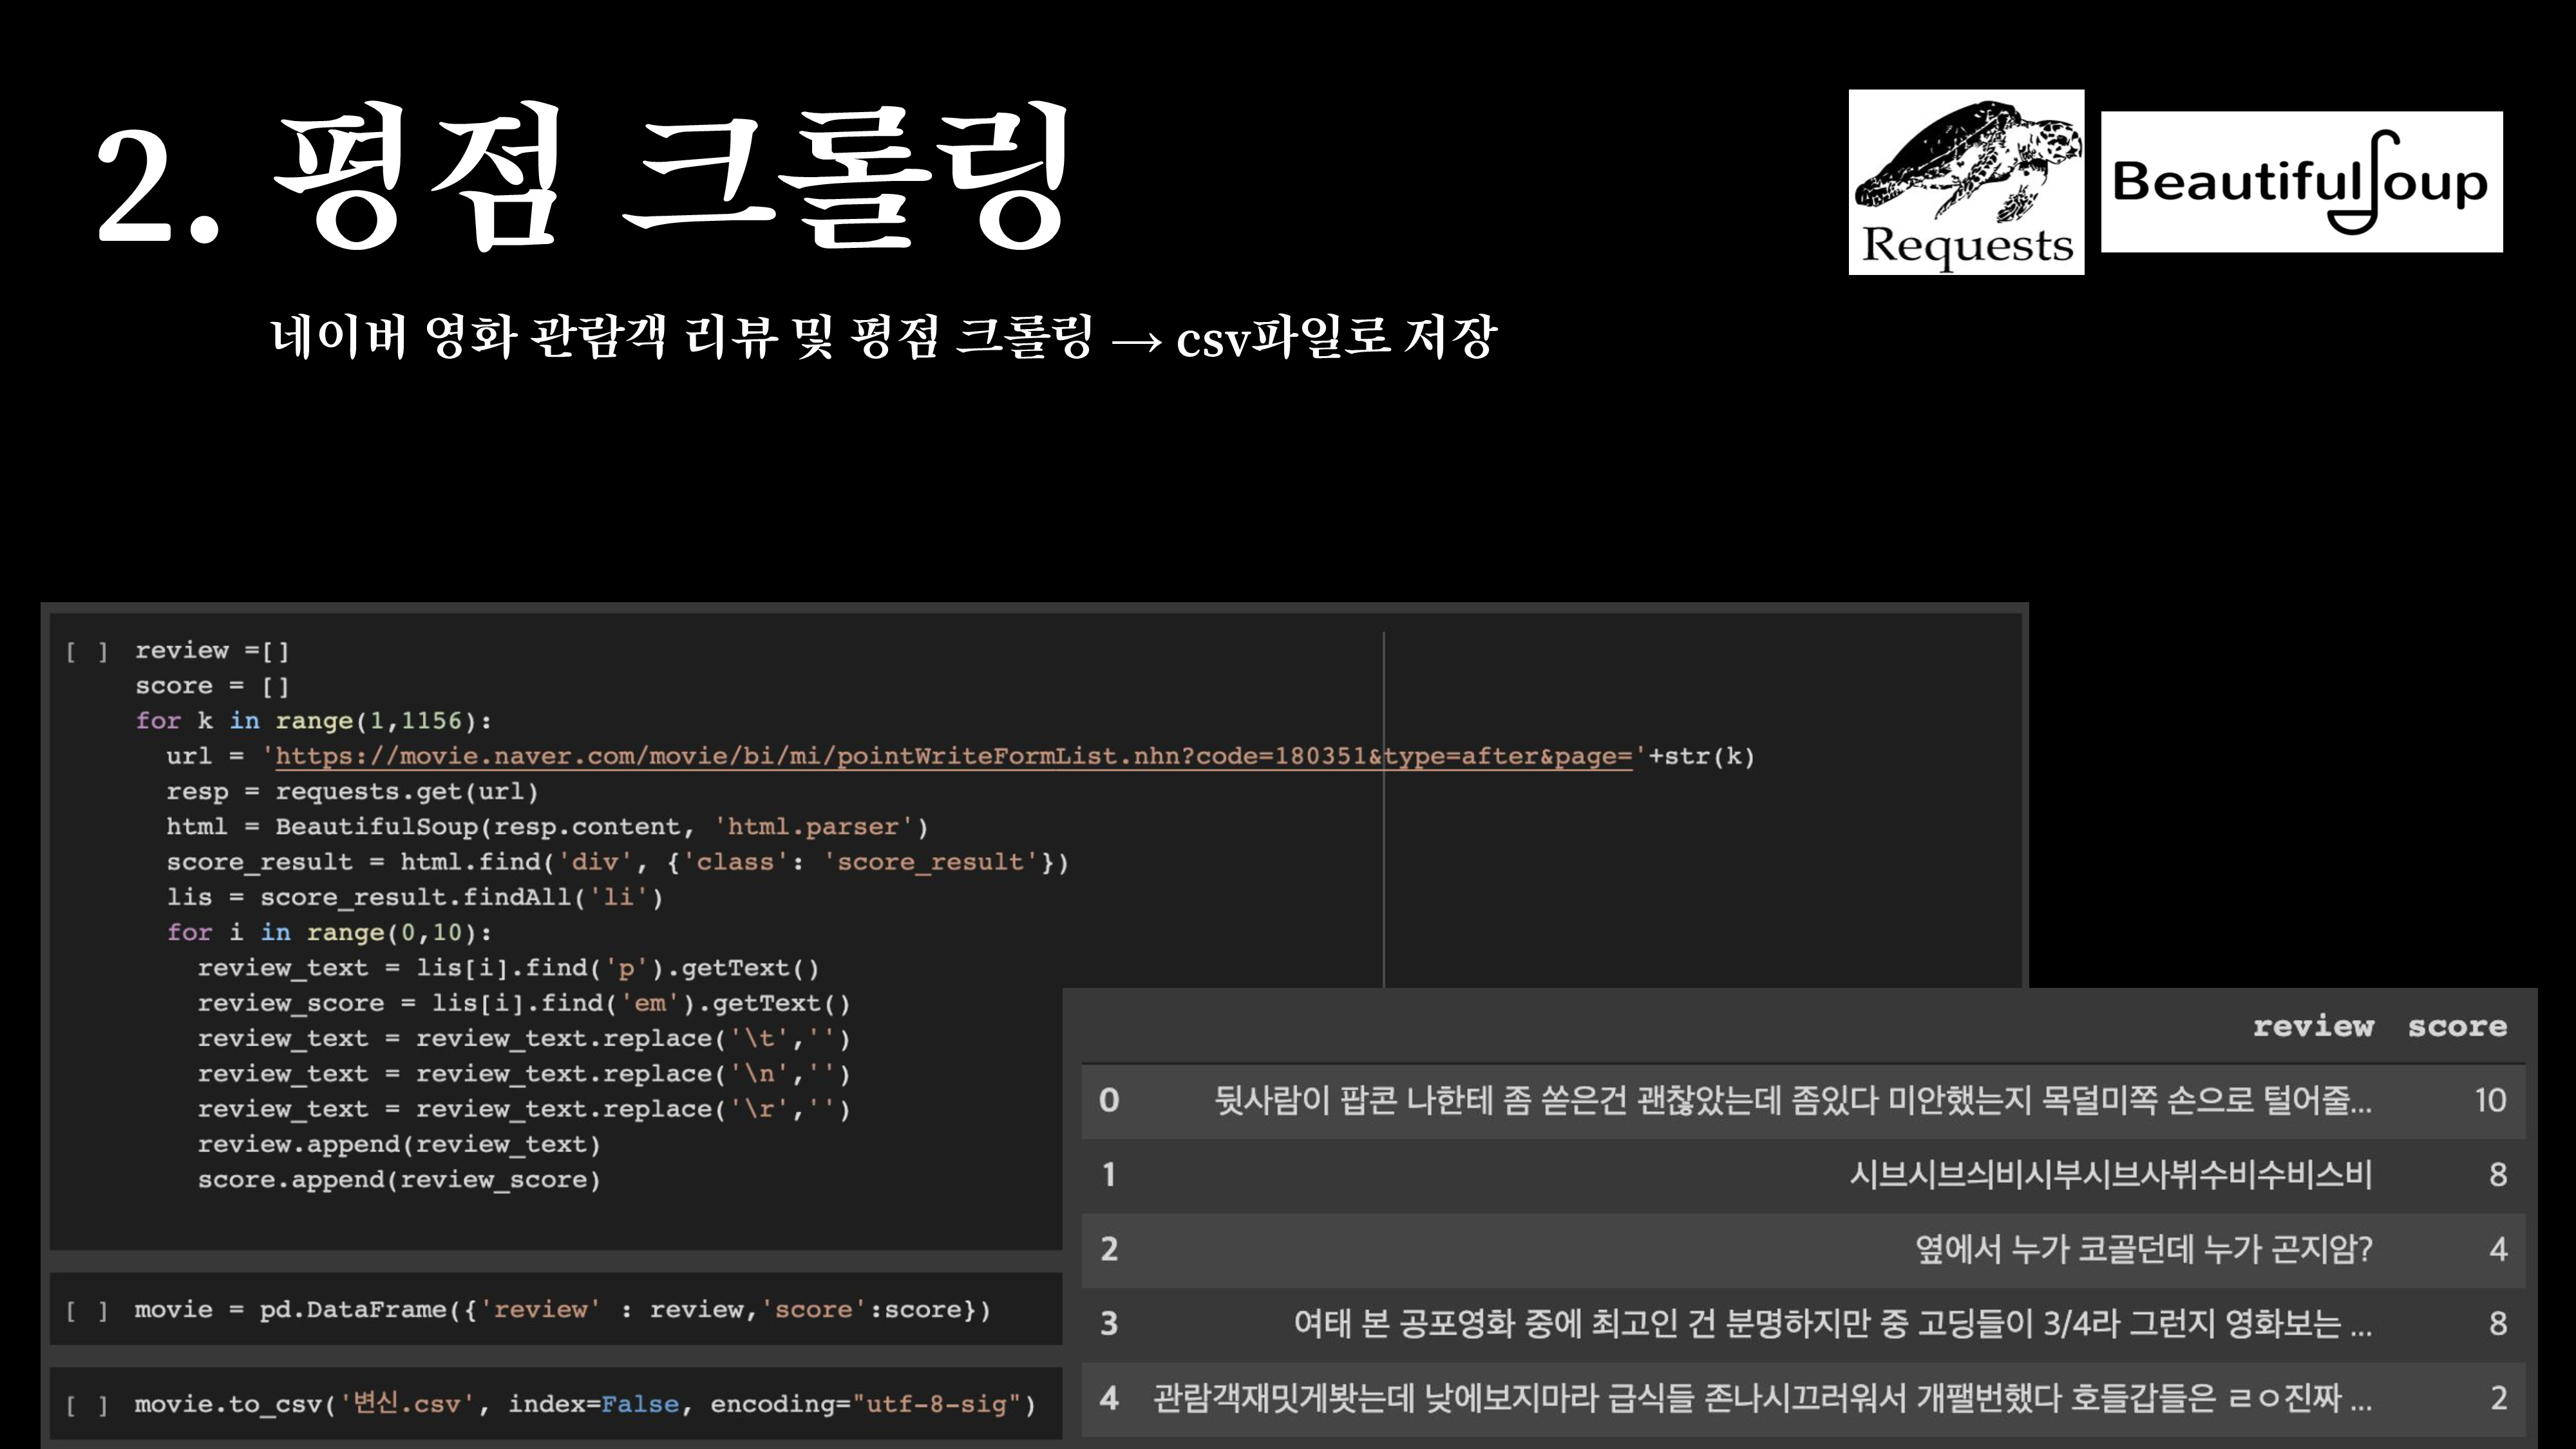 2. 평점 크롤링
Requests
BeautifulSoup
네이버 영화 관람객 리뷰 및 평점 크롤링 → csv파일로 저장
[ ] review =[]
score = []
for k in range(1,1156):
url = 'https://movie.naver.com/movie/bi/mi/pointWriteFormList.nhn?code=180351&type=after&page='+str(k)
resp = requests.get(url)
html = BeautifulSoup(resp.content, 'html.parser')
score_result = html.find('div', {'class': 'score_result'})
lis = score_result.findAll('li')
for i in range(0,10):
review_text = lis[i].find('p').getText()
review_score = lis[i].find('em').getText()
review_text = review_text.replace('\t','')
review_text = review_text.replace('\n','')
review_text = review_text.replace('\r','')
review.append(review_text)
score.append(review_score)
[ ] movie = pd.DataFrame({'review' : review,'score':score})
[ ] movie.to_csv('변신.csv', index=False, encoding="utf-8-sig")
review score
0 뒷사람이 팝콘 나한테 좀 쏟은건 괜찮았는데 좀있다 미안했는지 목덜미쪽 손으로 털어줄... 10
1 시브시브싀비시부시브사뷔수비수비스비 8
2 옆에서 누가 코골던데 누가 곤지암? 4
3 여태 본 공포영화 중에 최고인 건 분명하지만 중 고딩들이 3/4라 그런지 영화보는 ... 8
4 관람객재밋게봣는데 낮에보지마라 급식들 존나시끄러워서 개팰번했다 호들갑들은 ㄹㅇ진짜 ... 2